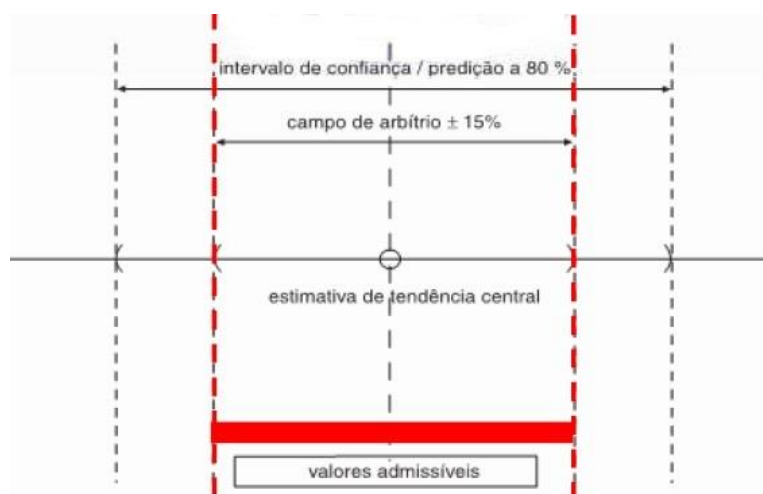 intervalo de confiança / predição a 80 %
campo de arbítrio ± 15%
estimativa de tendência central
valores admissíveis